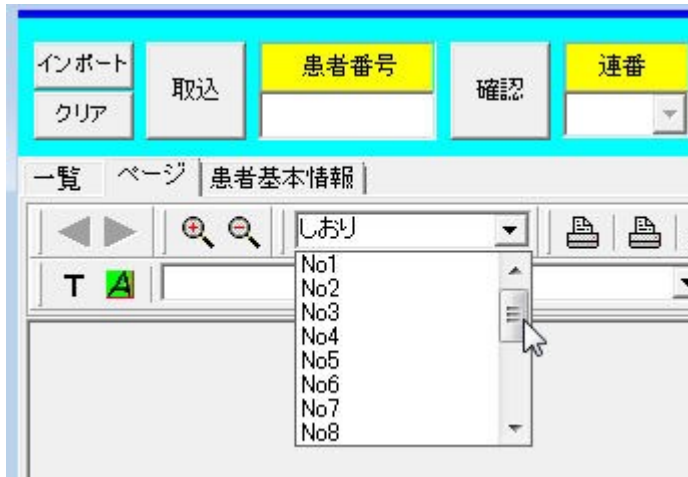 インポート
取込
患者番号
確認
連番
クリア
一覧
ページ
患者基本情報
しおり
T A
No1
No2
No3
No4
No5
No6
No7
No8